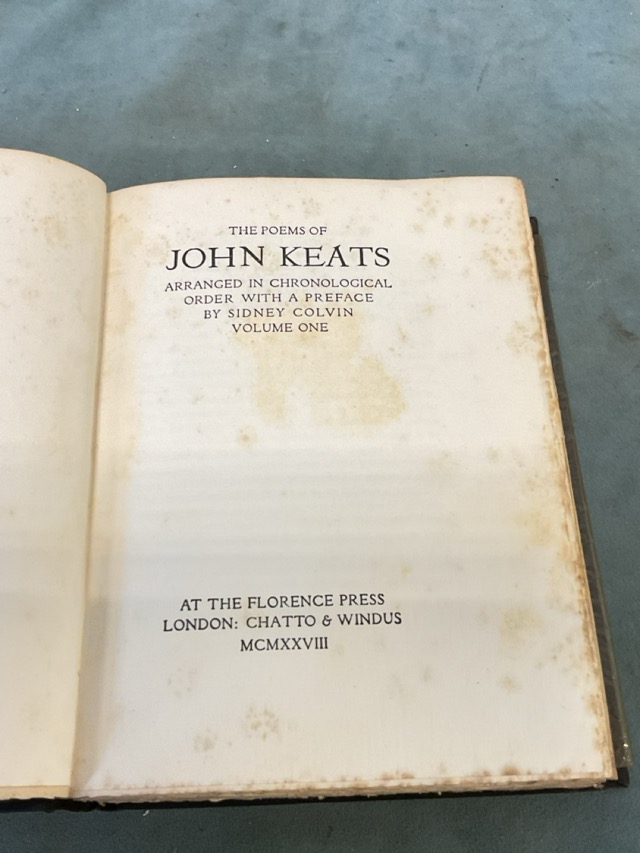 THE POEMS OF
JOHN KEATS
ARRANGED IN CHRONOLOGICAL
ORDER WITH A PREFACE
BY SIDNEY COLVIN
VOLUME ONE
AT THE FLORENCE PRESS
LONDON: CHATTO & WINDUS
MCMXXVIII